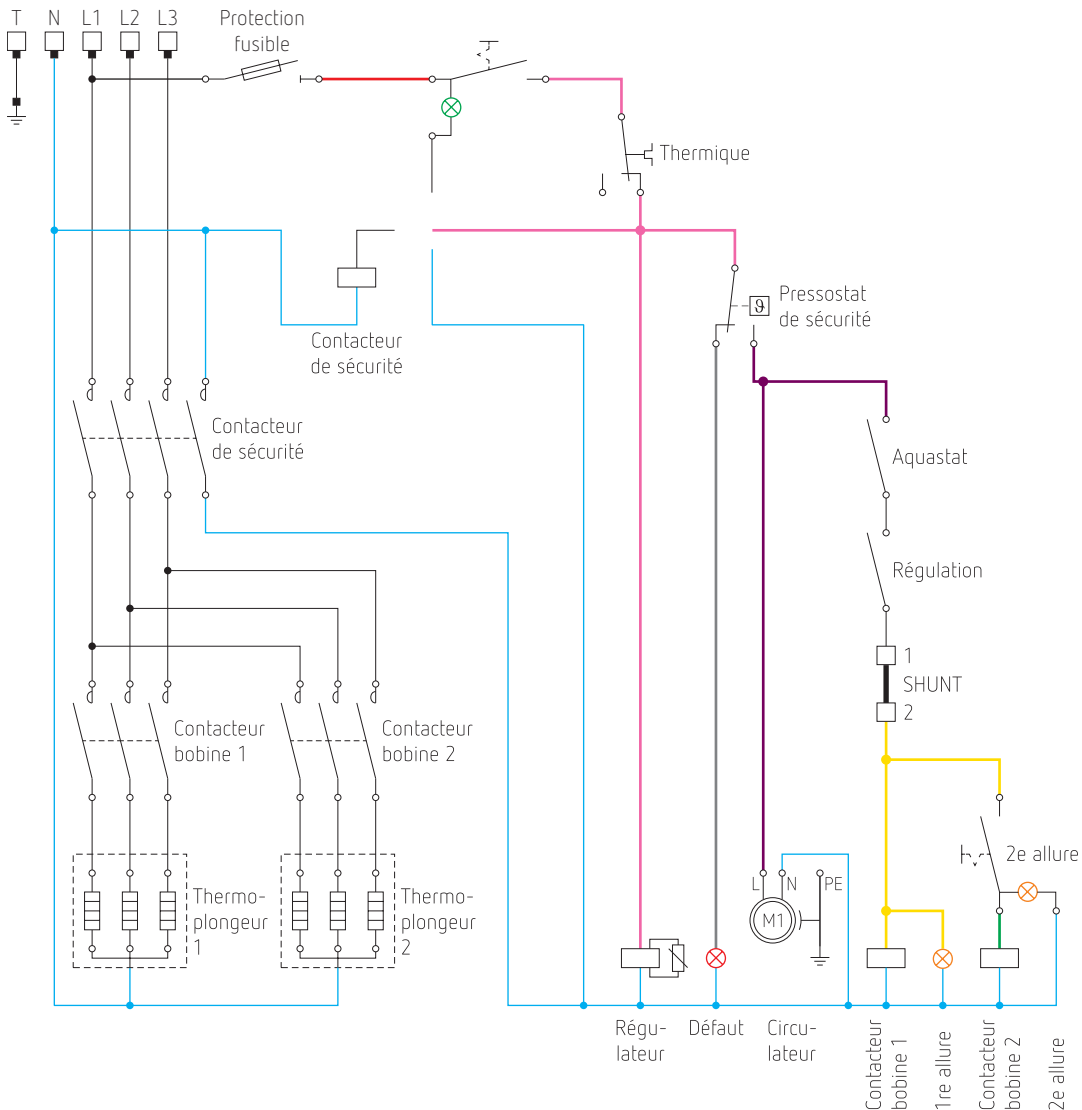 T N L1 L2 L3
Protection
fusible
Thermique
Pressostat
de sécurité
ϑ
Contacteur
de sécurité
Contacteur
de sécurité
Aquastat
Régulation
1
SHUNT
2
Contacteur
bobine 1
Contacteur
bobine 2
2e allure
Thermo-
plongeur
1
Thermo-
plongeur
2
L N PE
M1
Régu-
lateur
Défaut
Circu-
lateur
Contacteur
bobine 1
1re allure
Contacteur
bobine 2
2e allure